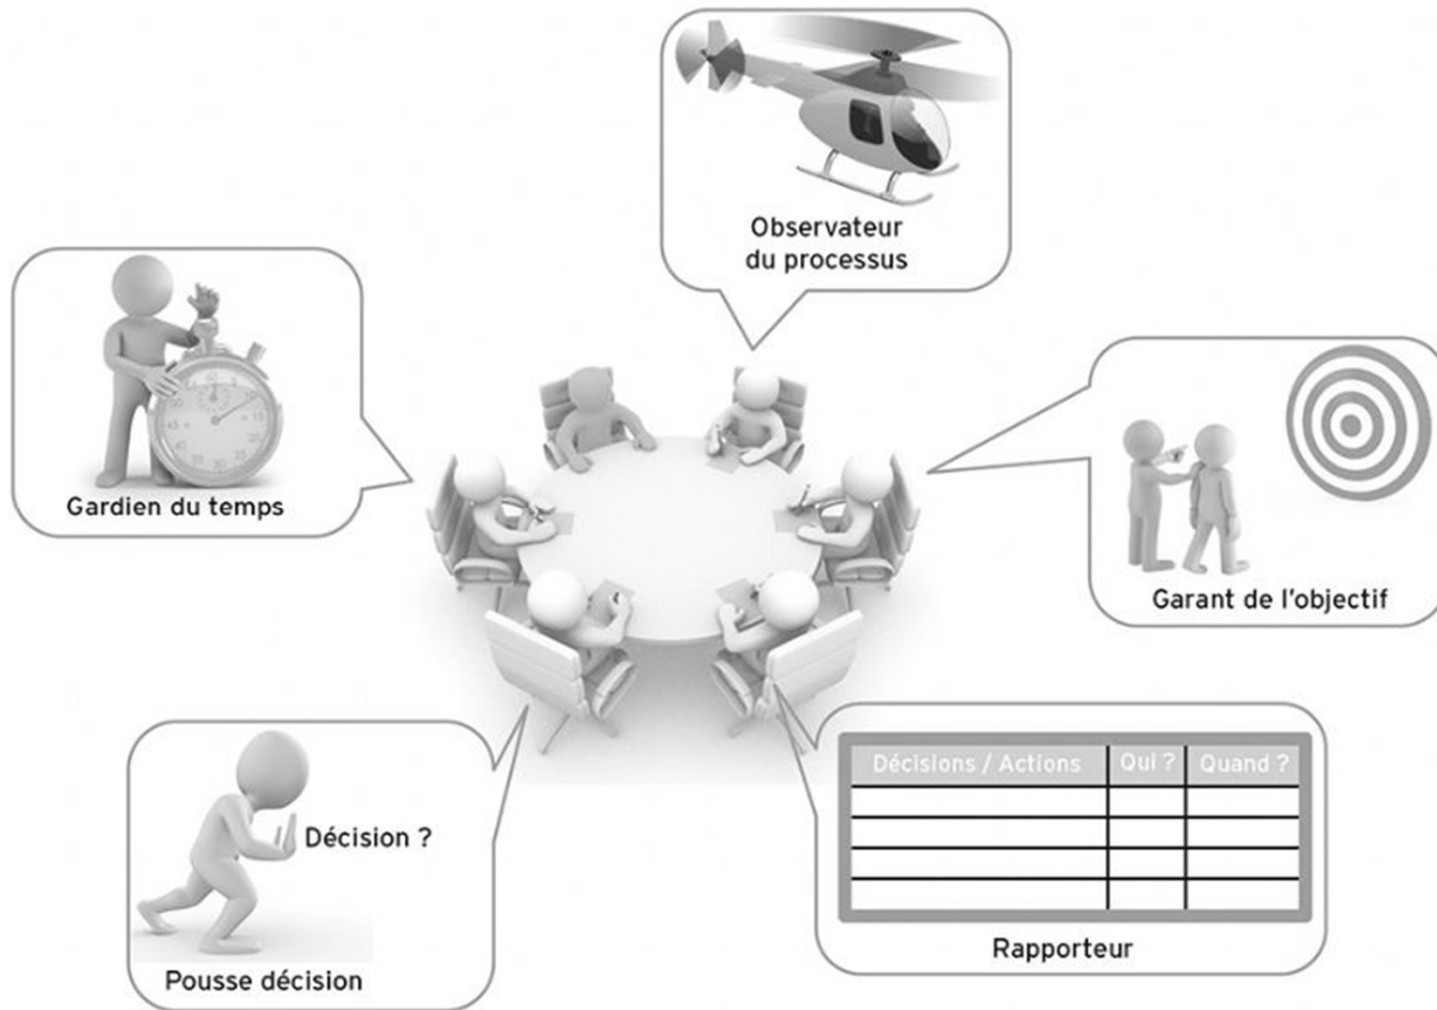 Observateur
du processus
Gardien du temps
Garant de l'objectif
Décision ?
Pousse décision
Décisions / Actions Qui ? Quand ?
Rapporteur